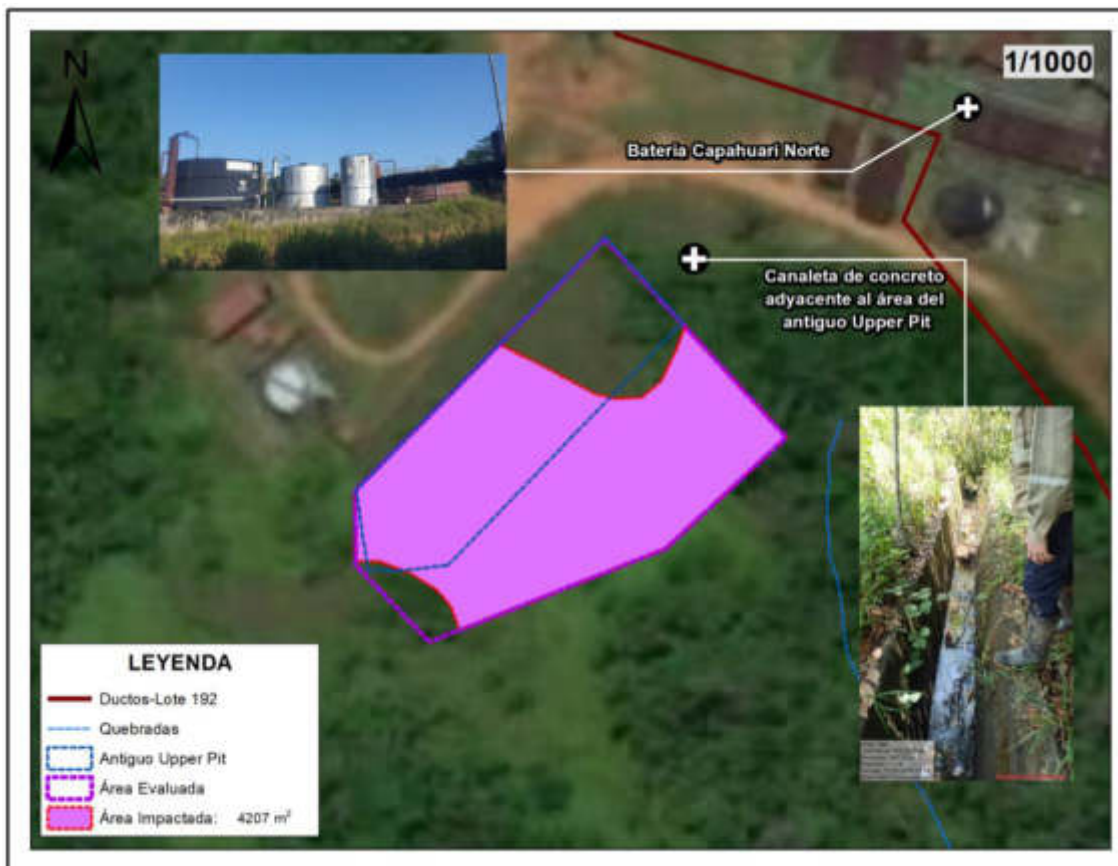 N
1/1000
Bateria Capahuari Norte
Canaleta de concreto
adyacente al área del
antiguo Upper Pit
LEYENDA
Ductos-Lote 192
Quebradas
Antiguo Upper Pit
Área Evaluada
Área Impactada: 4207 m²